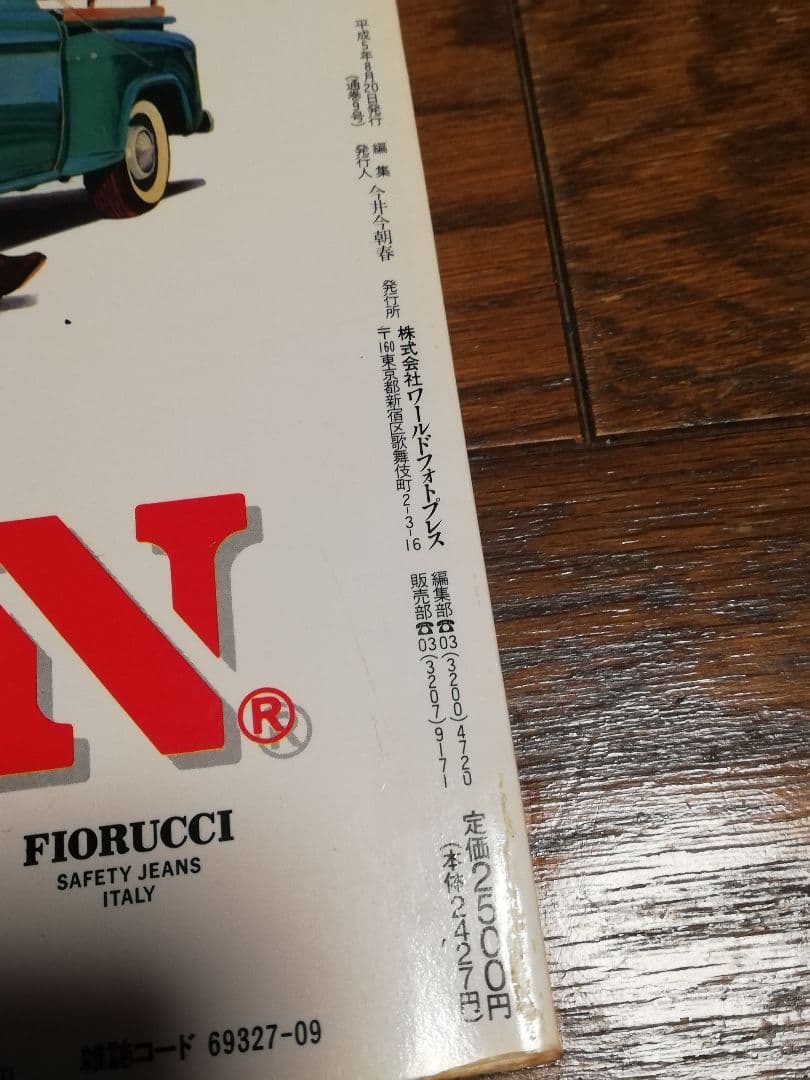 平成5年8月20日発行
(通巻9号)
編集
発行人
今井今朝春
発行所
株式会社ワールドフォトプレス
〒160東京都新宿区歌舞伎町2-3-16
編集部☎03(3200)4720
販売部☎03(3207)9171
定価2500円
(本体2427円)
N®
FIORUCCI
SAFETY JEANS
ITALY
雑誌コード 69327-09